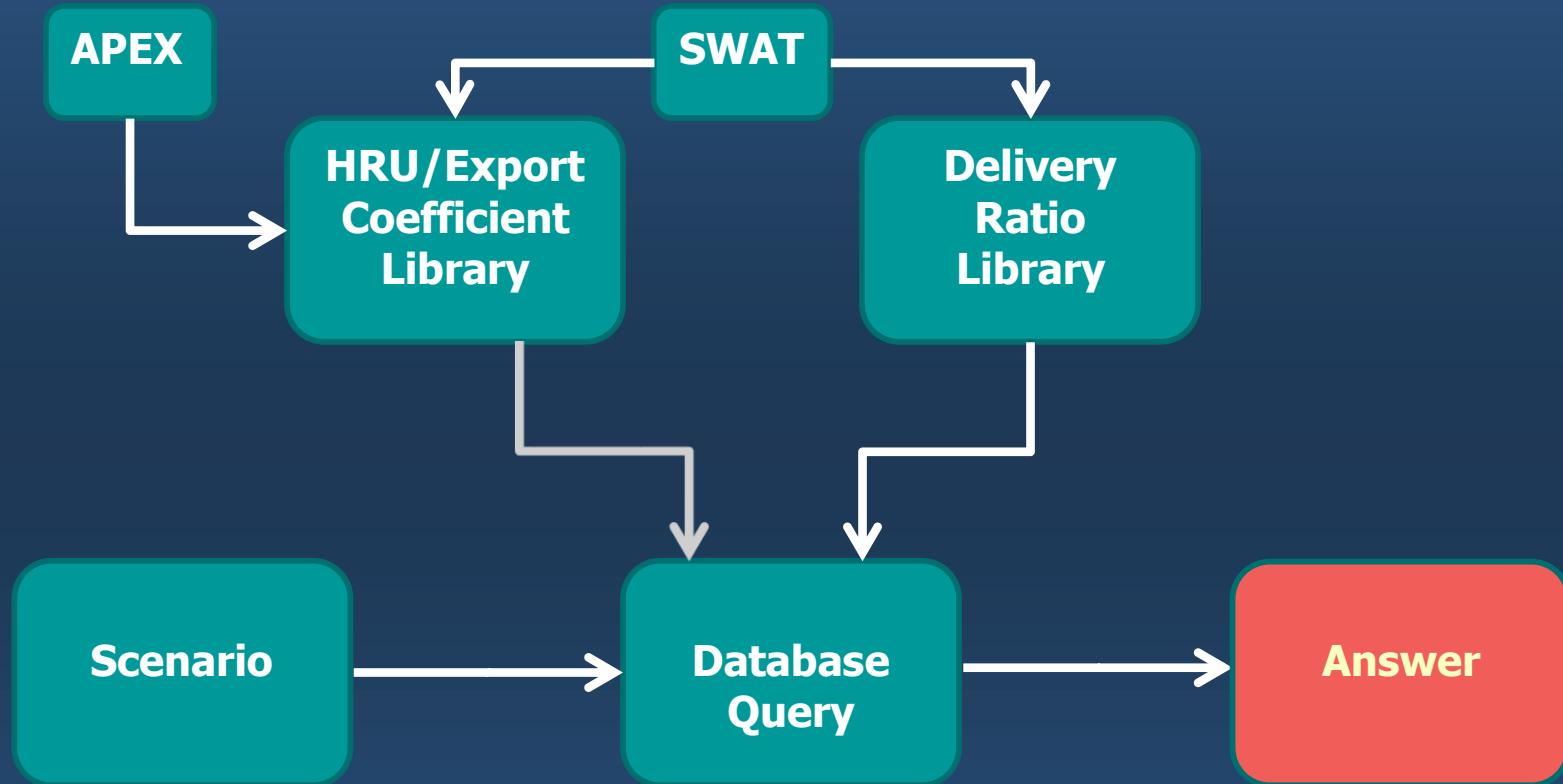 APEX
SWAT
HRU/Export
Coefficient
Library
Delivery
Ratio
Library
Scenario
Database
Query
Answer